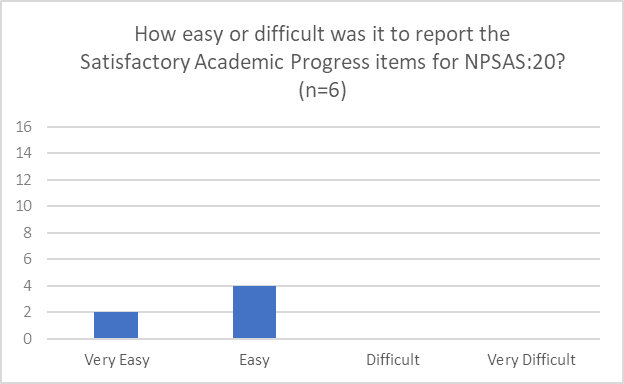 How easy or difficult was it to report the
Satisfactory Academic Progress items for NPSAS:20?
(n=6)
16
14
12
10
8
6
4
2
0
Very Easy
Easy
Difficult
Very Difficult